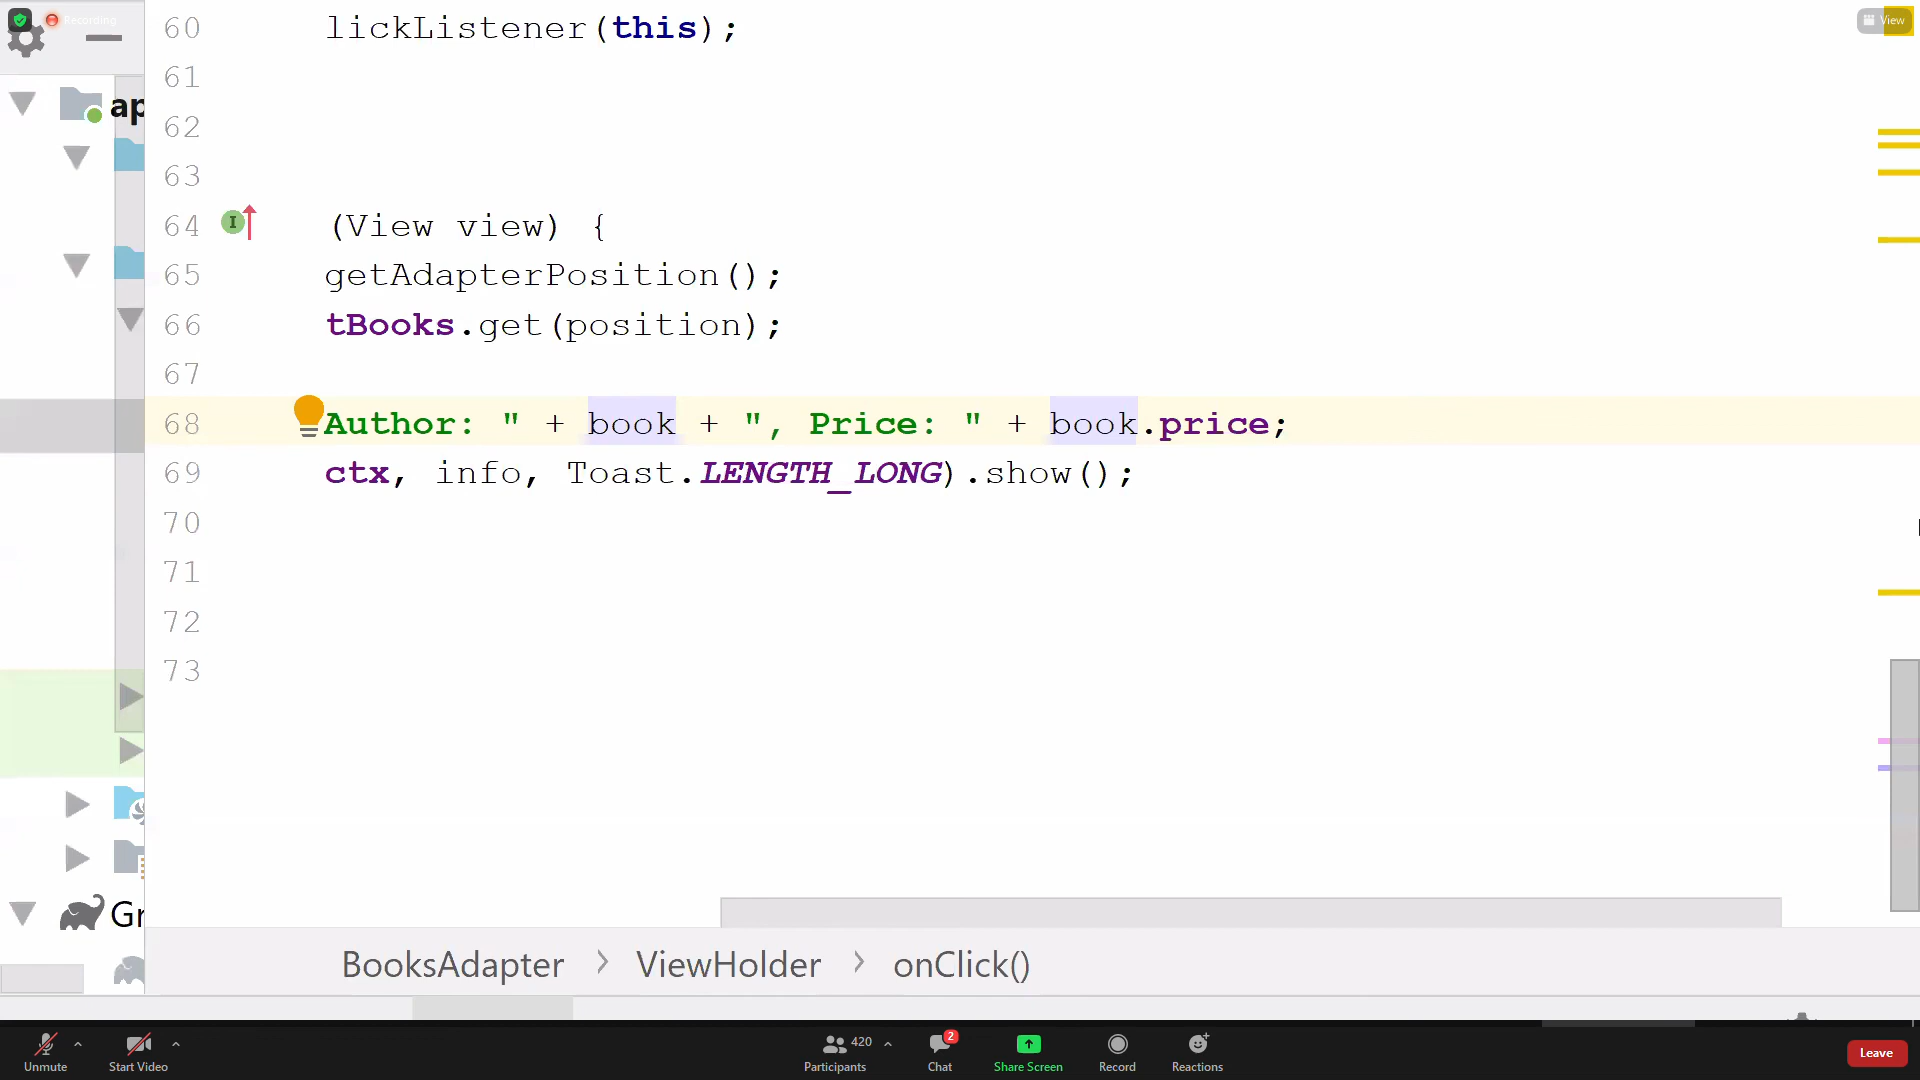 Recording
View
60 lickListener(this);
61
62
63
64 (View view) {
65 getAdapterPosition();
66 tBooks.get(position);
67
68 Author: " + book + ", Price: " + book.price;
69 ctx, info, Toast.LENGTH_LONG).show();
70
71
72
73
ap
Gr
BooksAdapter > ViewHolder > onClick()
Unmute
Start Video
420
Participants
2
Chat
Share Screen
Record
Reactions
Leave